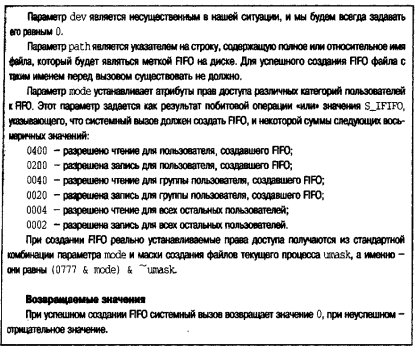 Параметр dev является несущественным в нашей ситуации, и мы будем всегда задавать
его равным 0.
Параметр path является указателем на строку, содержащую полное или относительное имя
файла, который будет являться меткой FIFO на диске. Для успешного создания FIFO файла с
таким именем перед вызовом существовать не должно.
Параметр mode устанавливает атрибуты прав доступа различных категорий пользователей
к FIFO. Этот параметр задается как результат побитовой операции «или» значения S_IFIFO,
указывающего, что системный вызов должен создать FIFO, и некоторой суммы следующих вось-
меричных значений:
0400 – разрешено чтение для пользователя, создавшего FIFO;
0200 – разрешена запись для пользователя, создавшего FIFO;
0040 – разрешено чтение для группы пользователя, создавшего FIFO;
0020 – разрешена запись для группы пользователя, создавшего FIFO;
0004 – разрешено чтение для всех остальных пользователей;
0002 – разрешена запись для всех остальных пользователей.
При создании FIFO реально устанавливаемые права доступа получаются из стандартной
комбинации параметра mode и маски создания файлов текущего процесса umask, а именно –
они равны (0777 & mode) & ~umask.
Возвращаемые значения
При успешном создании FIFO системный вызов возвращает значение 0, при неуспешном –
отрицательное значение.